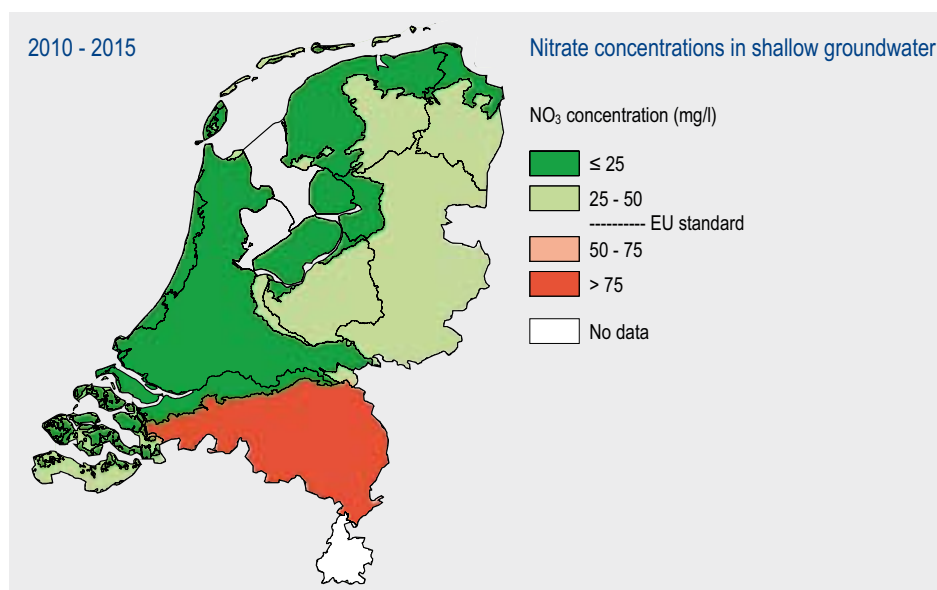 2010 - 2015
Nitrate concentrations in shallow groundwater
NO₃ concentration (mg/l)
≤ 25
25 - 50
---------- EU standard
50 - 75
> 75
No data